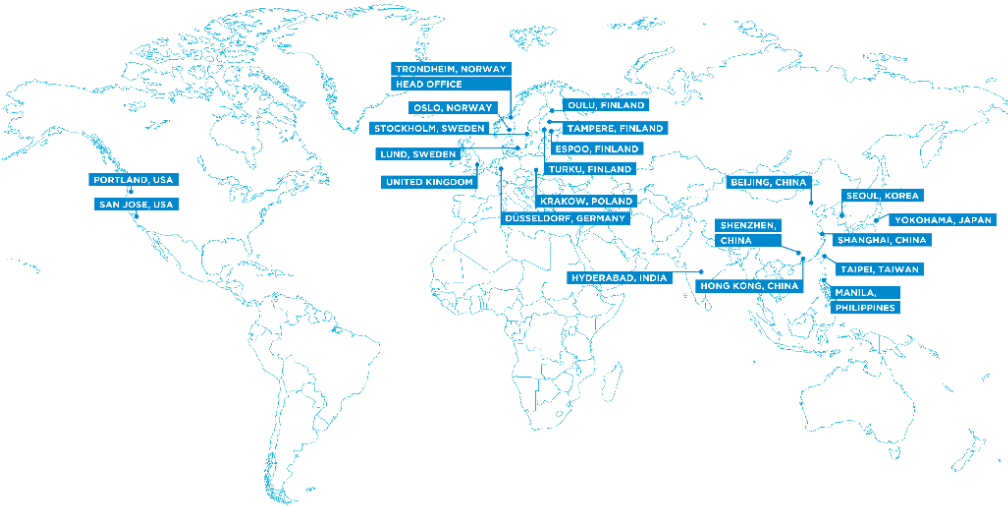 TRONDHEIM, NORWAY
HEAD OFFICE
OSLO, NORWAY
STOCKHOLM, SWEDEN
LUND, SWEDEN
UNITED KINGDOM
OULU, FINLAND
TAMPERE, FINLAND
ESPOO, FINLAND
TURKU, FINLAND
KRAKOW, POLAND
DÜSSELDORF, GERMANY
PORTLAND, USA
SAN JOSE, USA
BEIJING, CHINA
SEOUL, KOREA
YOKOHAMA, JAPAN
SHENZHEN,
CHINA
SHANGHAI, CHINA
TAIPEI, TAIWAN
HYDERABAD, INDIA
HONG KONG, CHINA
MANILA,
PHILIPPINES